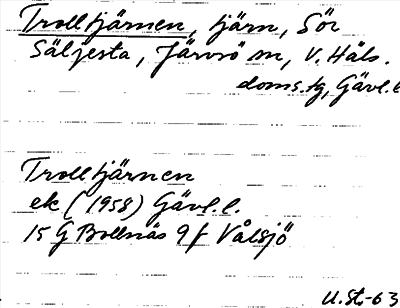 Trolltjärnen, tjärn, Sör
Säljesta, Järvsö sn, V. Häls.
doms.tg, Gävl.l
Trolltjärnen
ek (1958) Gävl.l.
15 G Bollnäs 9 f Vålsjö
U.St.-63